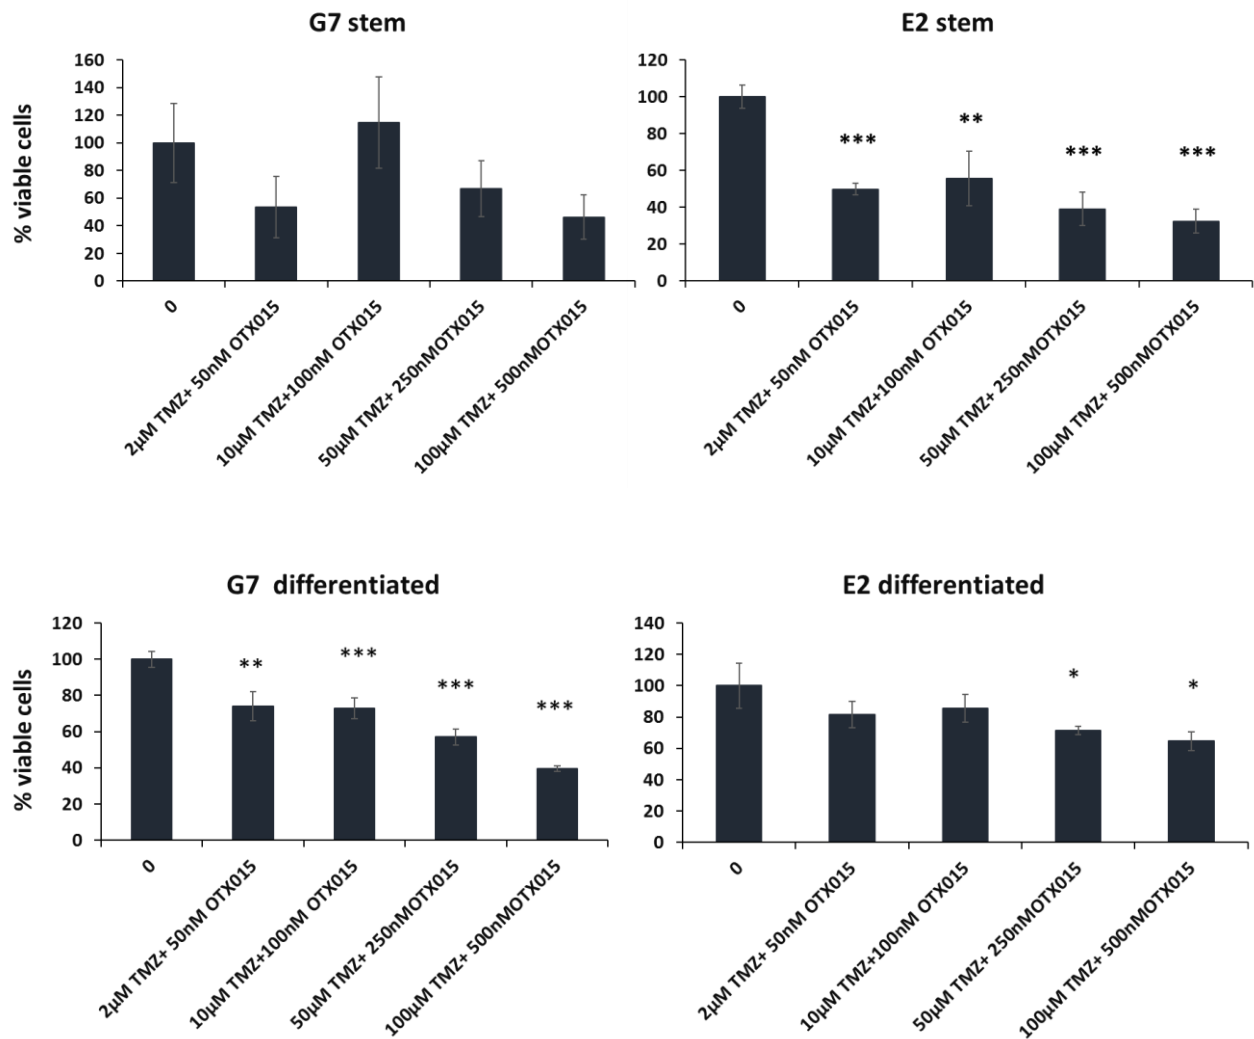 G7 stem
% viable cells
160
140
120
100
80
60
40
20
0
0
2µM TMZ+ 50nM OTX015
10µM TMZ+100nM OTX015
50µM TMZ+ 250nMOTX015
100µM TMZ+ 500nMOTX015
E2 stem
120
100
80
60
40
20
0
***
**
***
***
0
2µM TMZ+ 50nM OTX015
10µM TMZ+100nM OTX015
50µM TMZ+ 250nMOTX015
100µM TMZ+ 500nMOTX015
G7 differentiated
% viable cells
120
100
80
60
40
20
0
**
***
***
***
0
2µM TMZ+ 50nM OTX015
10µM TMZ+100nM OTX015
50µM TMZ+ 250nMOTX015
100µM TMZ+ 500nMOTX015
E2 differentiated
140
120
100
80
60
40
20
0
*
*
0
2µM TMZ+ 50nM OTX015
10µM TMZ+100nM OTX015
50µM TMZ+ 250nMOTX015
100µM TMZ+ 500nMOTX015